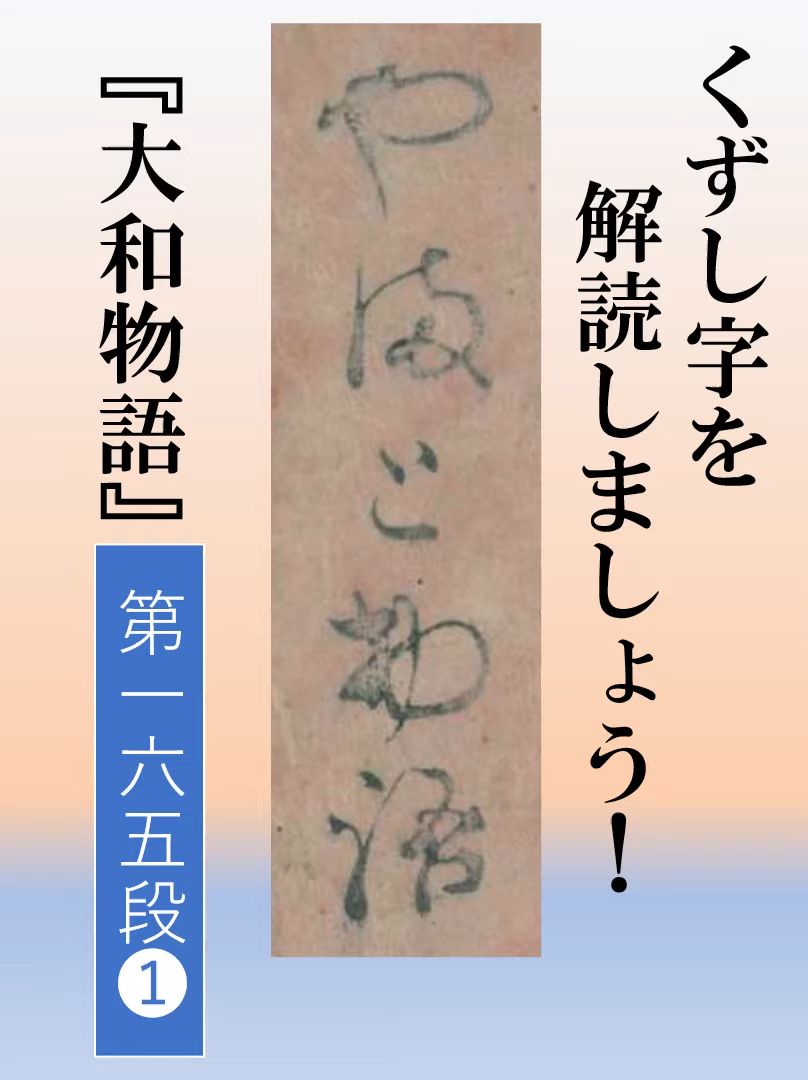 くずし字を
解読しましょう！
やまと物語
『大和物語』
第一六五段❶